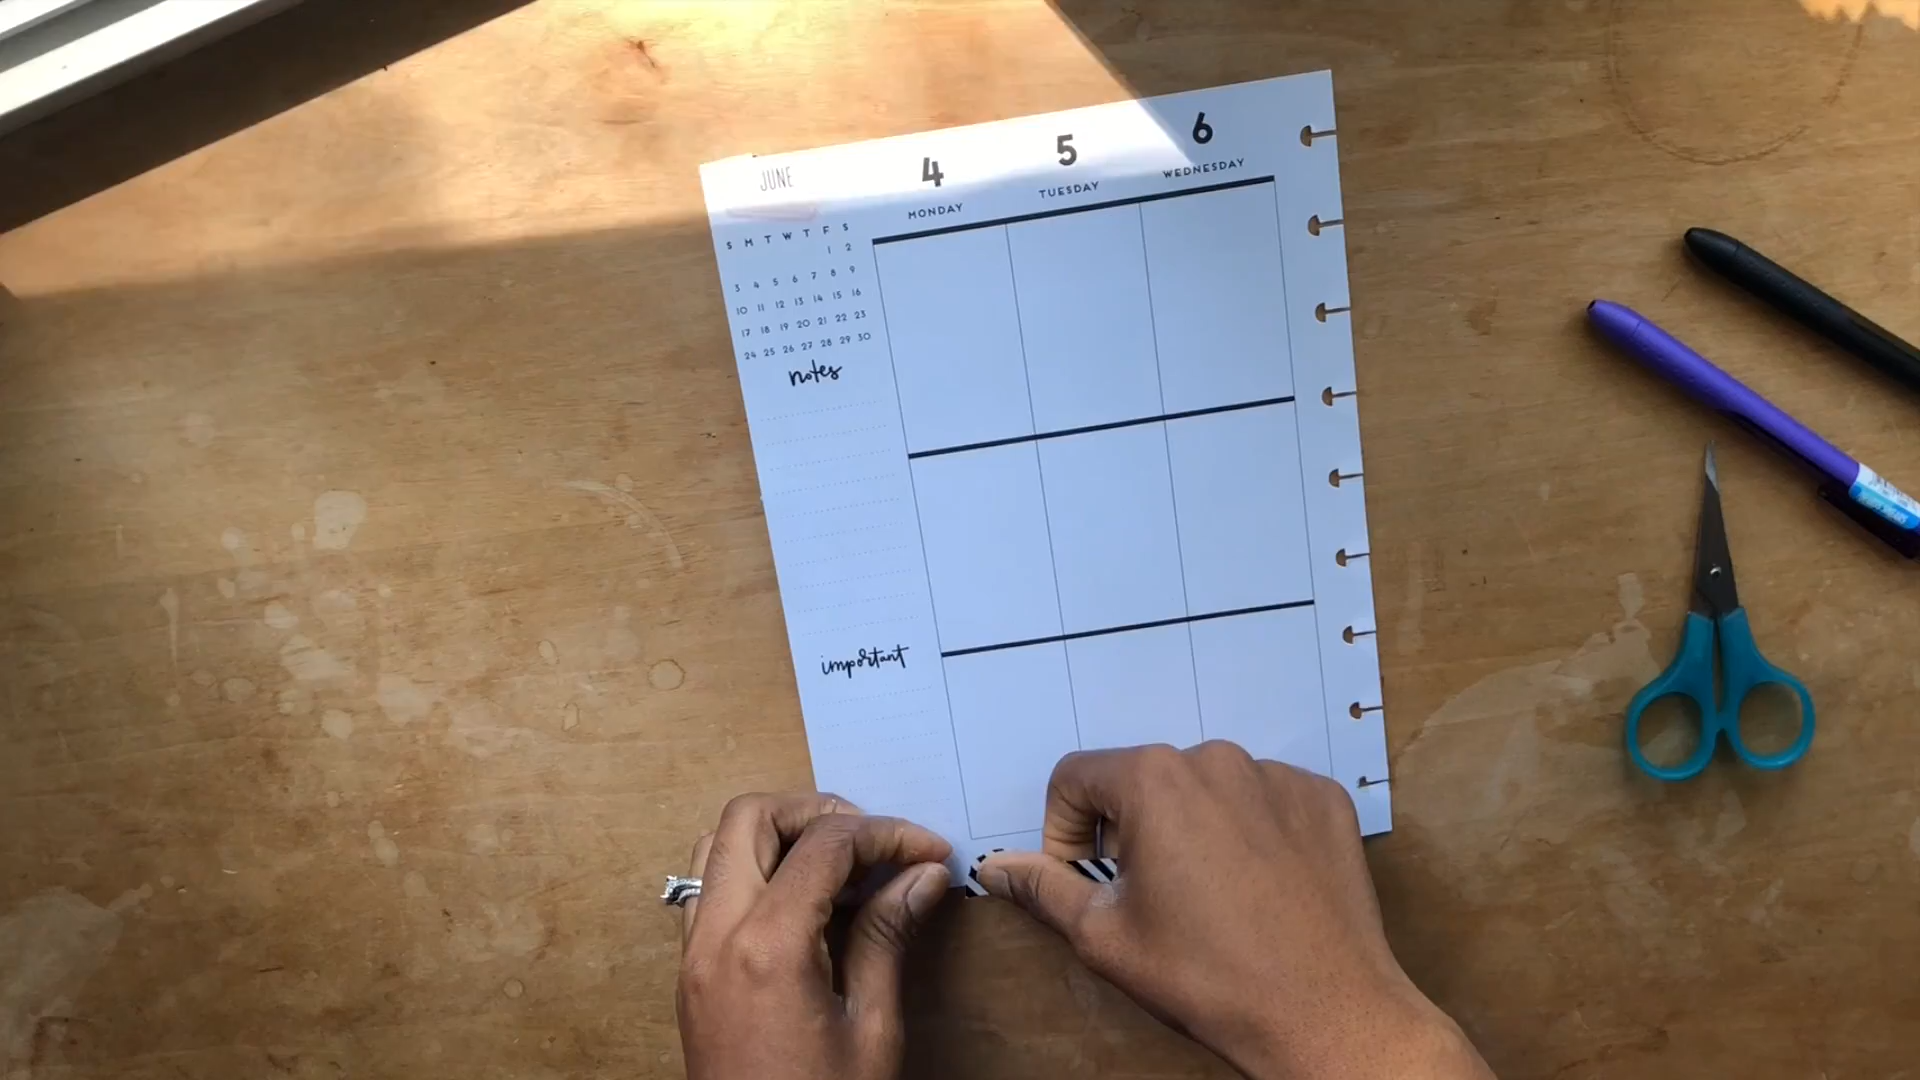 JUNE
4 5 6
MONDAY TUESDAY WEDNESDAY
S M T W T F S
1 2
3 4 5 6 7 8 9
10 11 12 13 14 15 16
17 18 19 20 21 22 23
24 25 26 27 28 29 30
notes
important